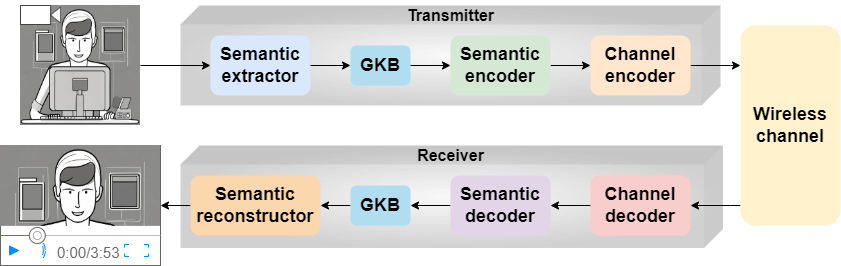 Transmitter
Semantic
extractor
GKB
Semantic
encoder
Channel
encoder
Wireless
channel
Receiver
Semantic
reconstructor
GKB
Semantic
decoder
Channel
decoder
0:00/3:53